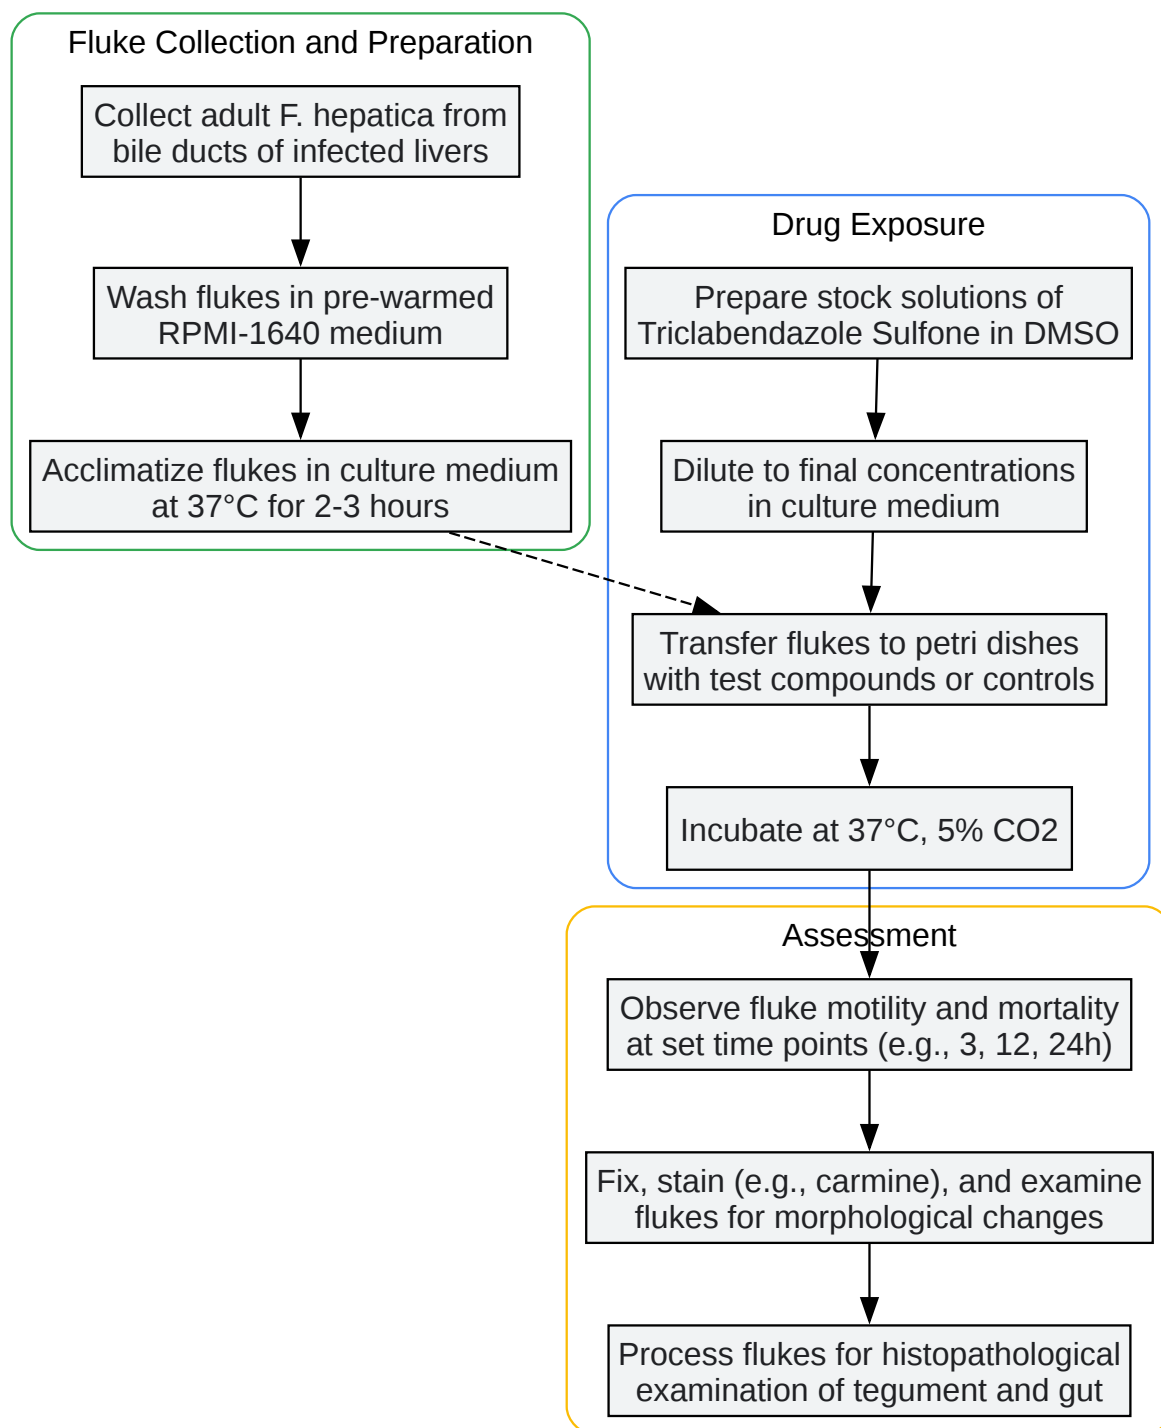 Fluke Collection and Preparation
Collect adult F. hepatica from
bile ducts of infected livers
Wash flukes in pre-warmed
RPMI-1640 medium
Acclimatize flukes in culture medium
at 37°C for 2-3 hours
Drug Exposure
Prepare stock solutions of
Triclabendazole Sulfone in DMSO
Dilute to final concentrations
in culture medium
Transfer flukes to petri dishes
with test compounds or controls
Incubate at 37°C, 5% CO2
Assessment
Observe fluke motility and mortality
at set time points (e.g., 3, 12, 24h)
Fix, stain (e.g., carmine), and examine
flukes for morphological changes
Process flukes for histopathological
examination of tegument and gut